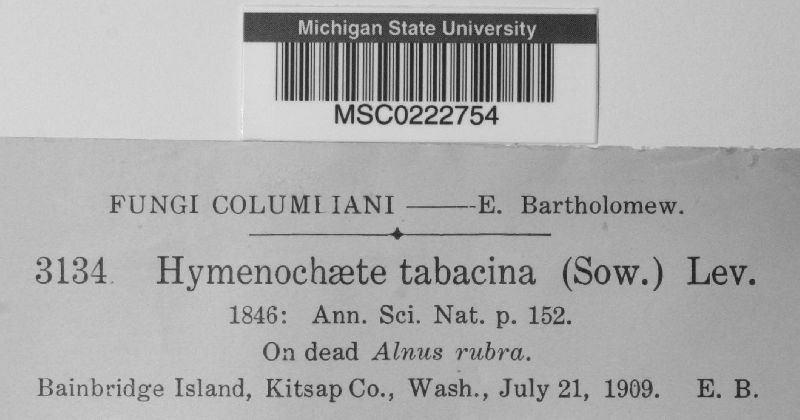 Michigan State University
MSC0222754
FUNGI COLUMBIANI ——— E. Bartholomew.
3134. Hymenochæte tabacina (Sow.) Lev.
1846: Ann. Sci. Nat. p. 152.
On dead Alnus rubra.
Bainbridge Island, Kitsap Co., Wash., July 21, 1909. E. B.